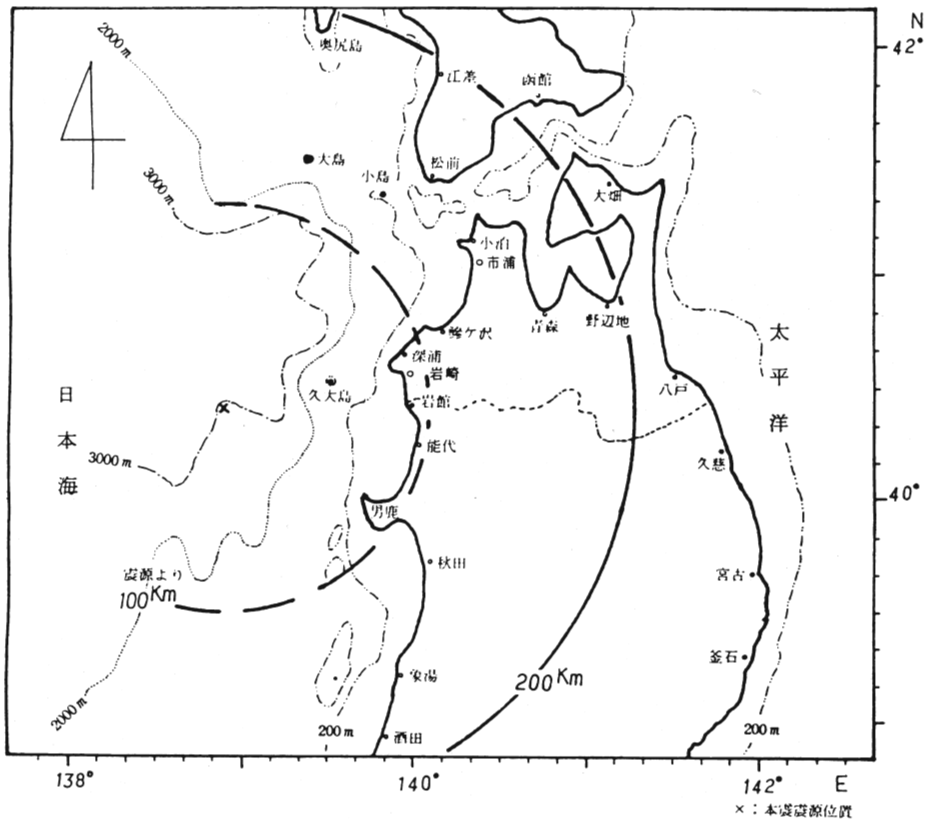 N
42°
2000 m
奥尻島
江差
函館
大島
松前
3000 m
小島
大畑
小泊
市浦
青森
野辺地
鰺ケ沢
太平洋
深浦
岩崎
八戸
日本海
久六島
岩館
能代
久慈
3000 m
40°
男鹿
秋田
震源より
100Km
宮古
釜石
象潟
200Km
2000 m
200 m
酒田
200 m
138°
140°
142°
E
×：本震震源位置